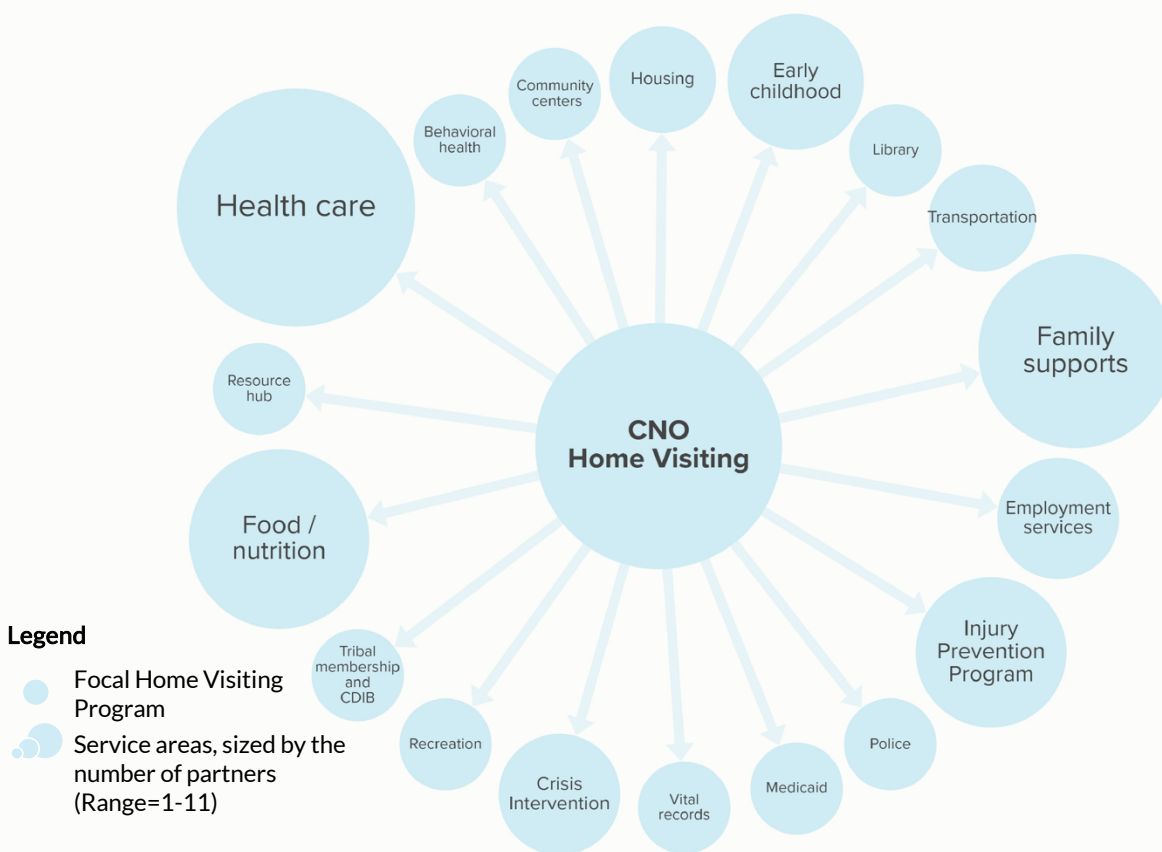 Early
childhood
Housing
Community
centers
Behavioral
health
Library
Health care
Transportation
Family
supports
Resource
hub
CNO
Home Visiting
Employment
services
Food /
nutrition
Injury
Prevention
Program
Legend
Focal Home Visiting
Program
Service areas, sized by the
number of partners
(Range=1-11)
Tribal
membership
and
CDIB
Recreation
Crisis
Intervention
Vital
records
Medicaid
Police